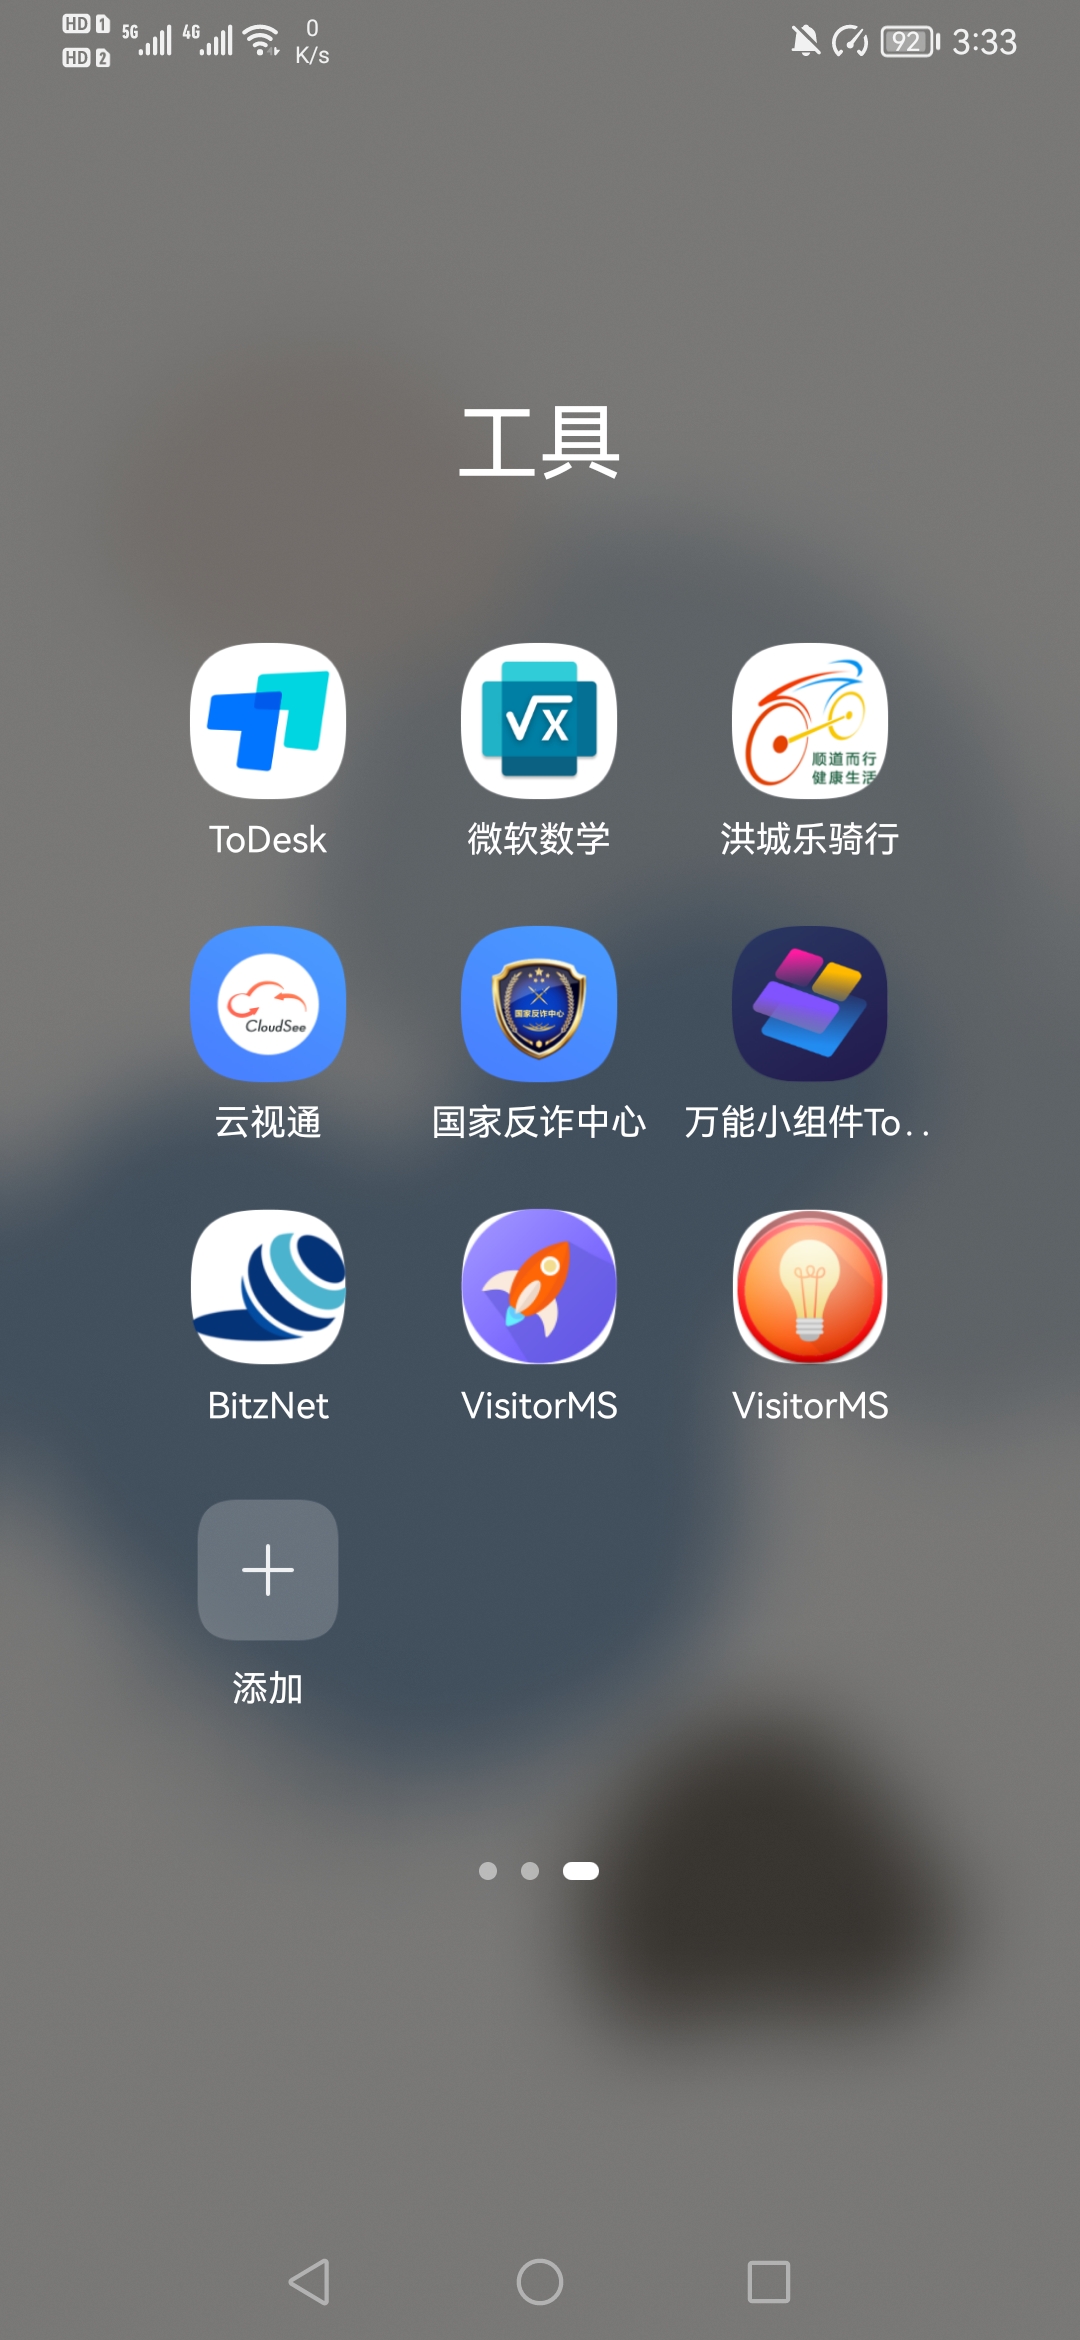 HD 1 5G 4G 0 92 3:33
HD 2 K/s
工具
√x
顺道而行
健康生活
ToDesk 微软数学 洪城乐骑行
CloudSee
国家反诈中心
云视通 国家反诈中心 万能小组件To..
BitzNet VisitorMS VisitorMS
添加